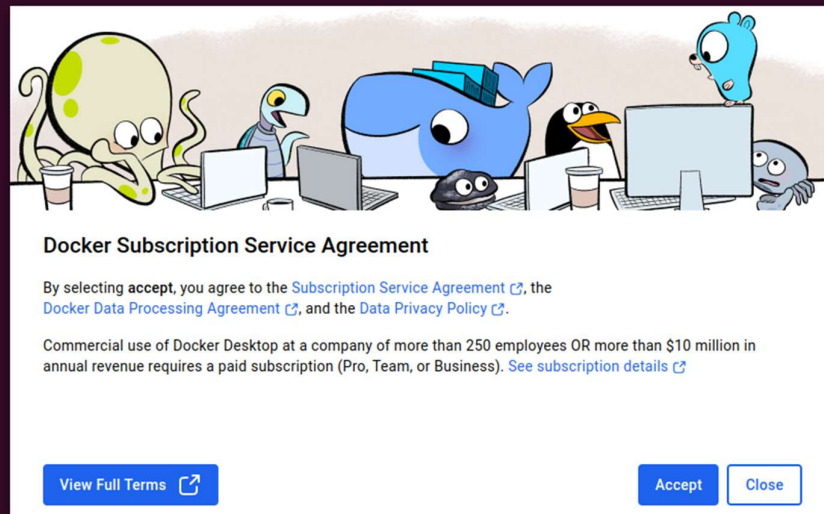 Docker Subscription Service Agreement
By selecting accept, you agree to the Subscription Service Agreement, the
Docker Data Processing Agreement, and the Data Privacy Policy.
Commercial use of Docker Desktop at a company of more than 250 employees OR more than $10 million in
annual revenue requires a paid subscription (Pro, Team, or Business). See subscription details
View Full Terms
Accept
Close